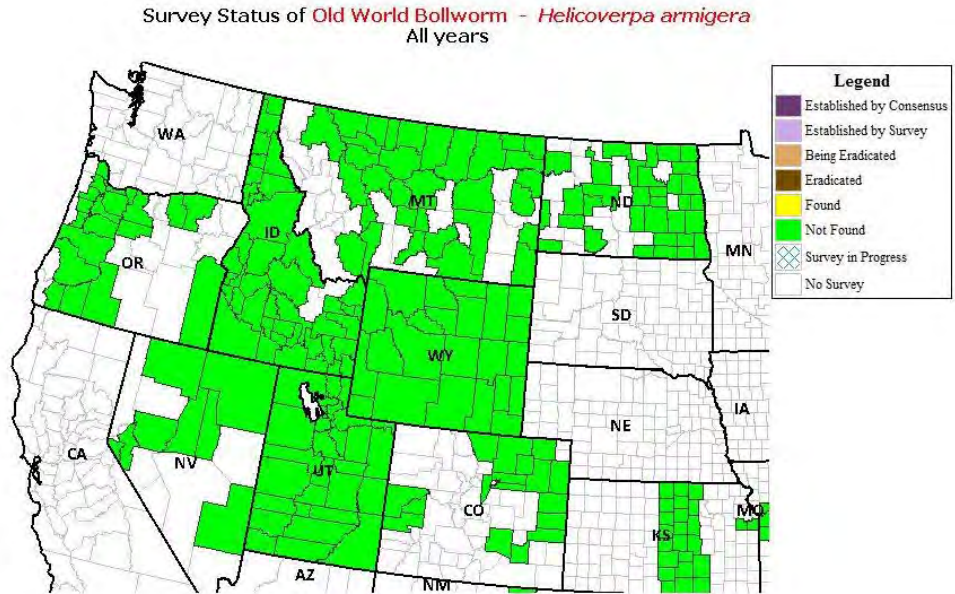 Survey Status of Old World Bollworm - Helicoverpa armigera
All years
Legend
Established by Consensus
Established by Survey
Being Eradicated
Eradicated
Found
Not Found
Survey in Progress
No Survey
WA
MT
ND
MN
OR
ID
SD
WY
IA
NE
CA
NV
UT
CO
KS
MO
AZ
NM